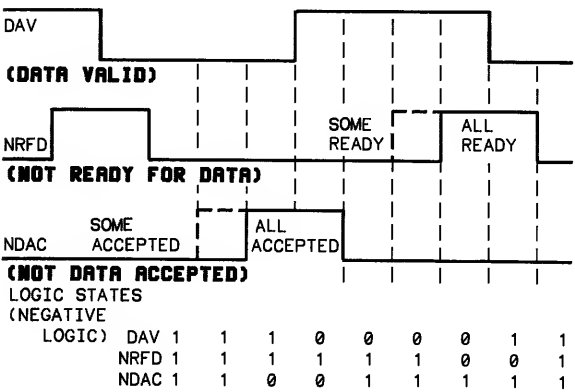 DAV
(DATA VALID)
SOME
READY
ALL
READY
NRFD
(NOT READY FOR DATA)
SOME
ACCEPTED
ALL
ACCEPTED
NDAC
(NOT DATA ACCEPTED)
LOGIC STATES
(NEGATIVE
LOGIC) DAV 1 1 1 0 0 0 0 1 1
NRFD 1 1 1 1 1 1 0 0 1
NDAC 1 1 0 0 1 1 1 1 1